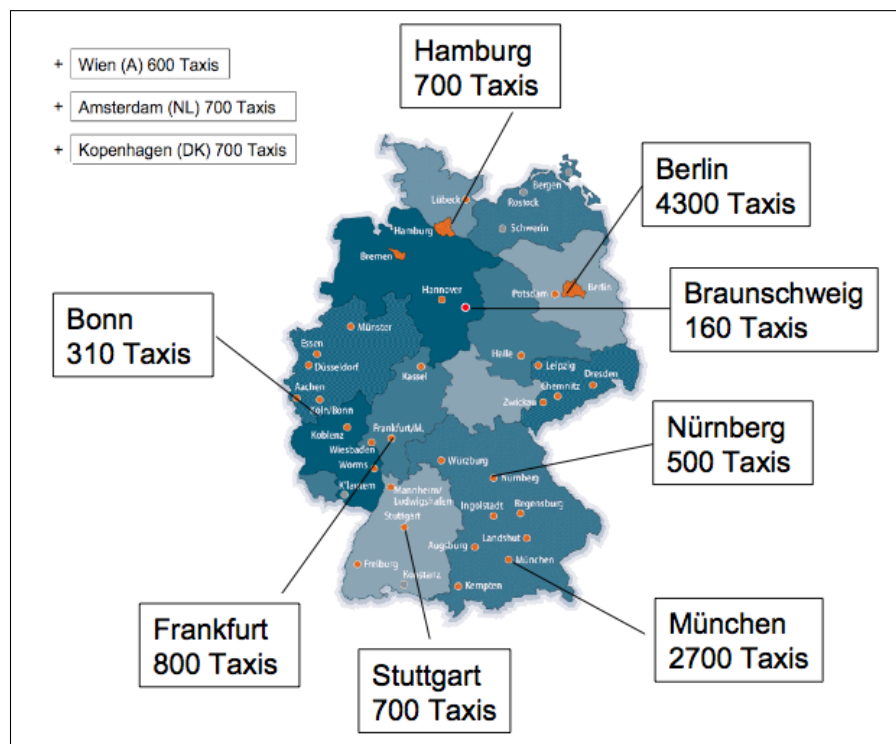 + Wien (A) 600 Taxis
+ Amsterdam (NL) 700 Taxis
+ Kopenhagen (DK) 700 Taxis
Hamburg
700 Taxis
Berlin
4300 Taxis
Braunschweig
160 Taxis
Bonn
310 Taxis
Nürnberg
500 Taxis
München
2700 Taxis
Frankfurt
800 Taxis
Stuttgart
700 Taxis
Bergen
Rostock
Lübeck
Schwerin
Hamburg
Bremen
Hannover
Potsdam
Berlin
Münster
Essen
Düsseldorf
Halle
Leipzig
Kassel
Dresden
Chemnitz
Aachen
Zwickau
Köln/Bonn
Koblenz
Frankfurt/M.
Wiesbaden
Würzburg
Worms
Nürnberg
K'lautern
Mannheim/
Ludwigshafen
Ingolstadt
Regensburg
Stuttgart
Landshut
Augsburg
München
Freiburg
Konstanz
Kempten